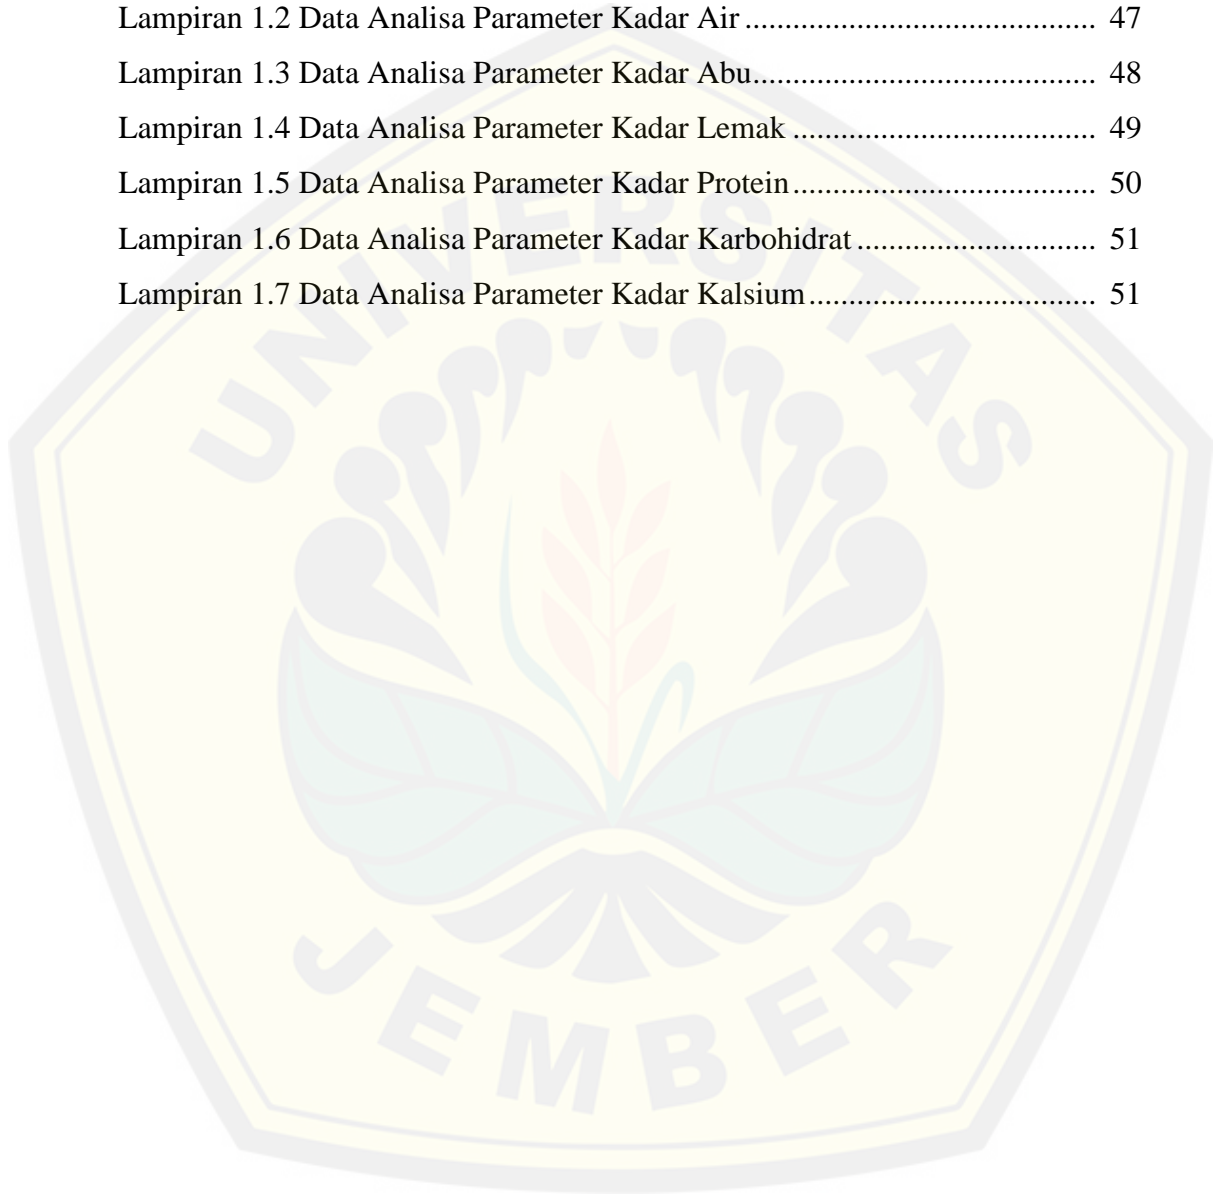 Lampiran 1.2 Data Analisa Parameter Kadar Air ........................................... 47
Lampiran 1.3 Data Analisa Parameter Kadar Abu.......................................... 48
Lampiran 1.4 Data Analisa Parameter Kadar Lemak ..................................... 49
Lampiran 1.5 Data Analisa Parameter Kadar Protein..................................... 50
Lampiran 1.6 Data Analisa Parameter Kadar Karbohidrat ............................. 51
Lampiran 1.7 Data Analisa Parameter Kadar Kalsium................................... 51
UNIVERSITAS
JEMBER